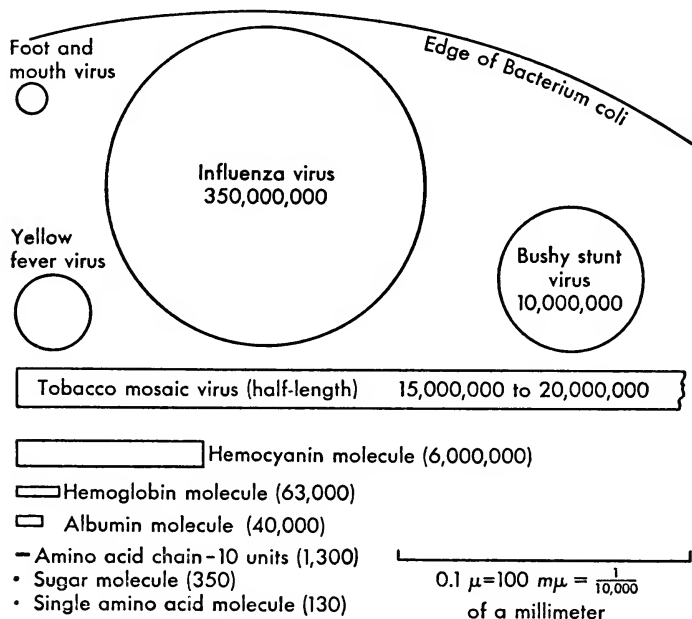 Foot and
mouth virus
Edge of Bacterium coli
Influenza virus
350,000,000
Yellow
fever virus
Bushy stunt
virus
10,000,000
Tobacco mosaic virus (half-length) 15,000,000 to 20,000,000
Hemocyanin molecule (6,000,000)
Hemoglobin molecule (63,000)
Albumin molecule (40,000)
Amino acid chain-10 units (1,300)
Sugar molecule (350)
Single amino acid molecule (130)
0.1 μ=100 mμ = 1/10,000
of a millimeter